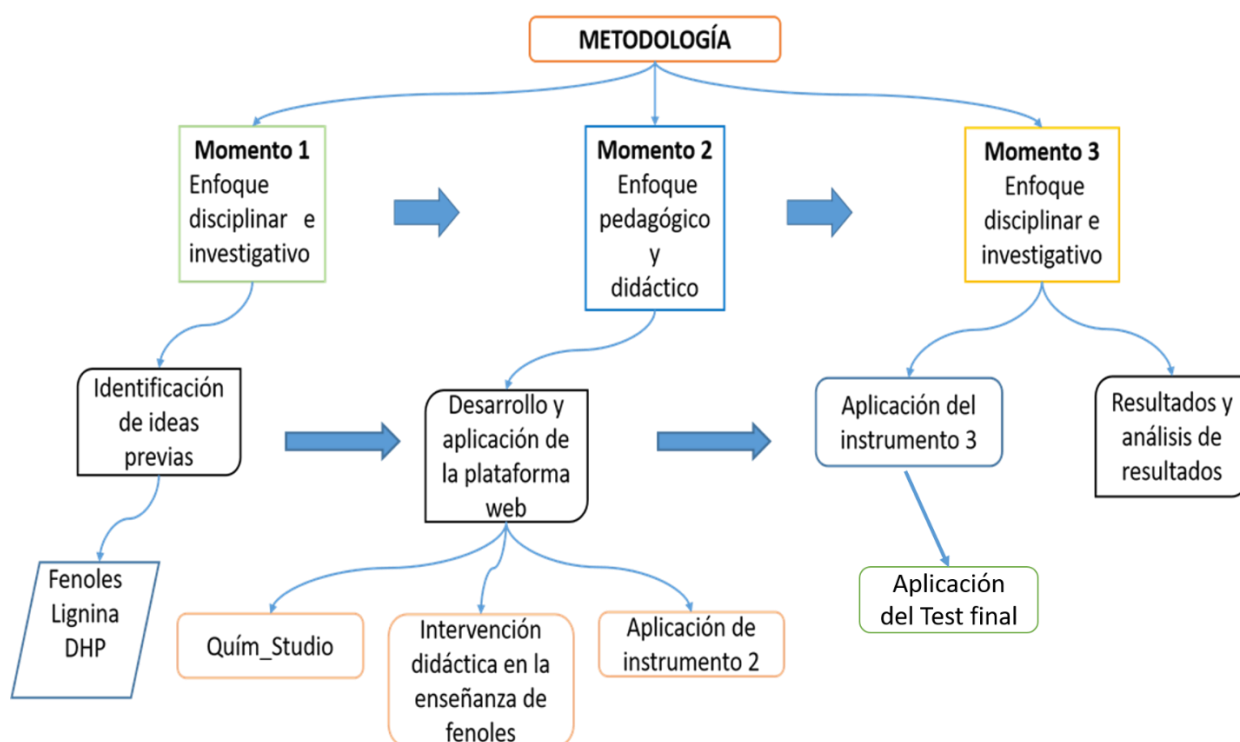 METODOLOGÍA
Momento 1
Enfoque
disciplinar e
investigativo
Momento 2
Enfoque
pedagógico
y
didáctico
Momento 3
Enfoque
disciplinar e
investigativo
Identificación
de ideas
previas
Desarrollo y
aplicación de
la plataforma
web
Aplicación del
instrumento 3
Resultados y
análisis de
resultados
Fenoles
Lignina
DHP
Quím_Studio
Intervención
didáctica en la
enseñanza de
fenoles
Aplicación de
instrumento 2
Aplicación
del Test final